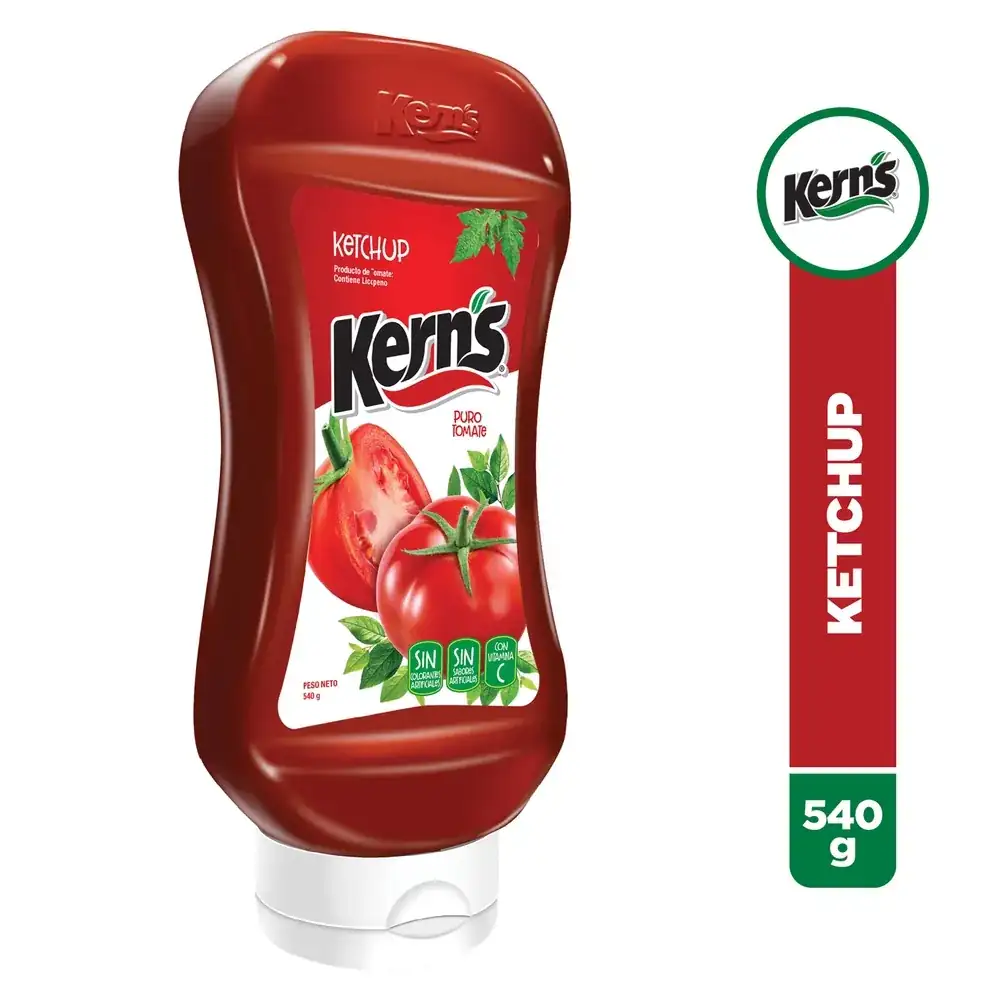 Kern's
KETCHUP
Producto de Tomate:
Contiene Licopeno
Kern's
PURO
TOMATE
SIN
COLORANTES
ARTIFICIALES
SIN
SABORES
ARTIFICIALES
CON
VITAMINA
C
PESO NETO
540 g
Kern's
KETCHUP
540
g